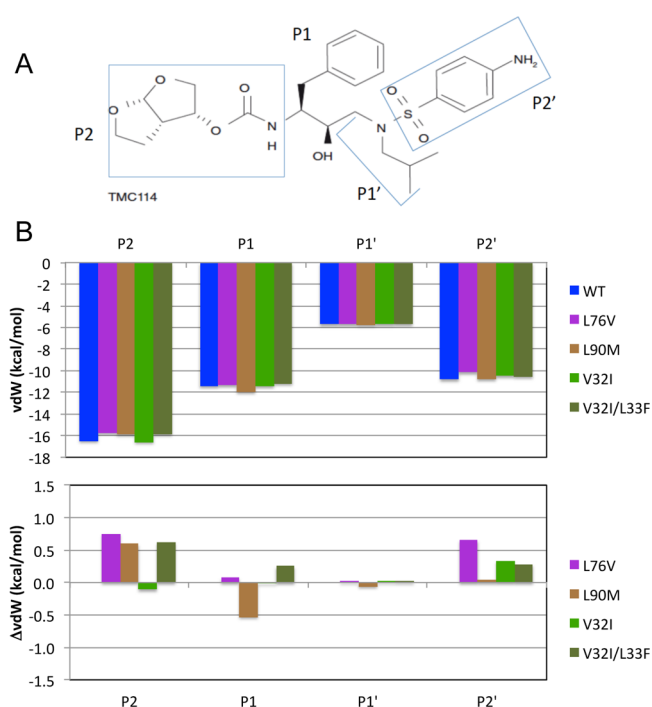 A
P1
O
O
O
O
N
H
OH
N
S
O
O
NH2
P2
P2’
P1’
TMC114
B
P2 P1 P1' P2'
0
-2
-4
-6
-8
-10
-12
-14
-16
-18
vdW (kcal/mol)
WT
L76V
L90M
V32I
V32I/L33F
1.5
1.0
0.5
0.0
-0.5
-1.0
-1.5
ΔvdW (kcal/mol)
L76V
L90M
V32I
V32I/L33F
P2 P1 P1' P2'